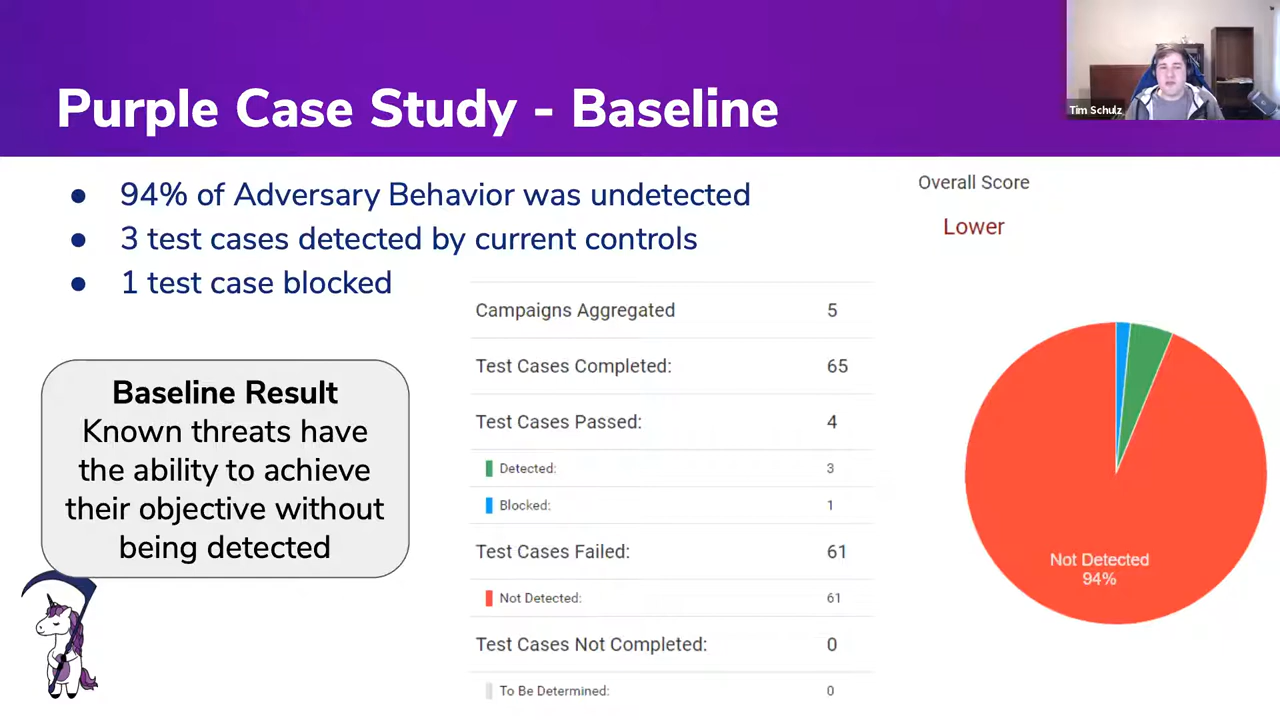 Purple Case Study - Baseline
Tim Schulz
● 94% of Adversary Behavior was undetected
● 3 test cases detected by current controls
● 1 test case blocked
Overall Score
Lower
Baseline Result
Known threats have
the ability to achieve
their objective without
being detected
Campaigns Aggregated 5
Test Cases Completed: 65
Test Cases Passed: 4
Detected: 3
Blocked: 1
Test Cases Failed: 61
Not Detected: 61
Test Cases Not Completed: 0
To Be Determined: 0
Not Detected
94%